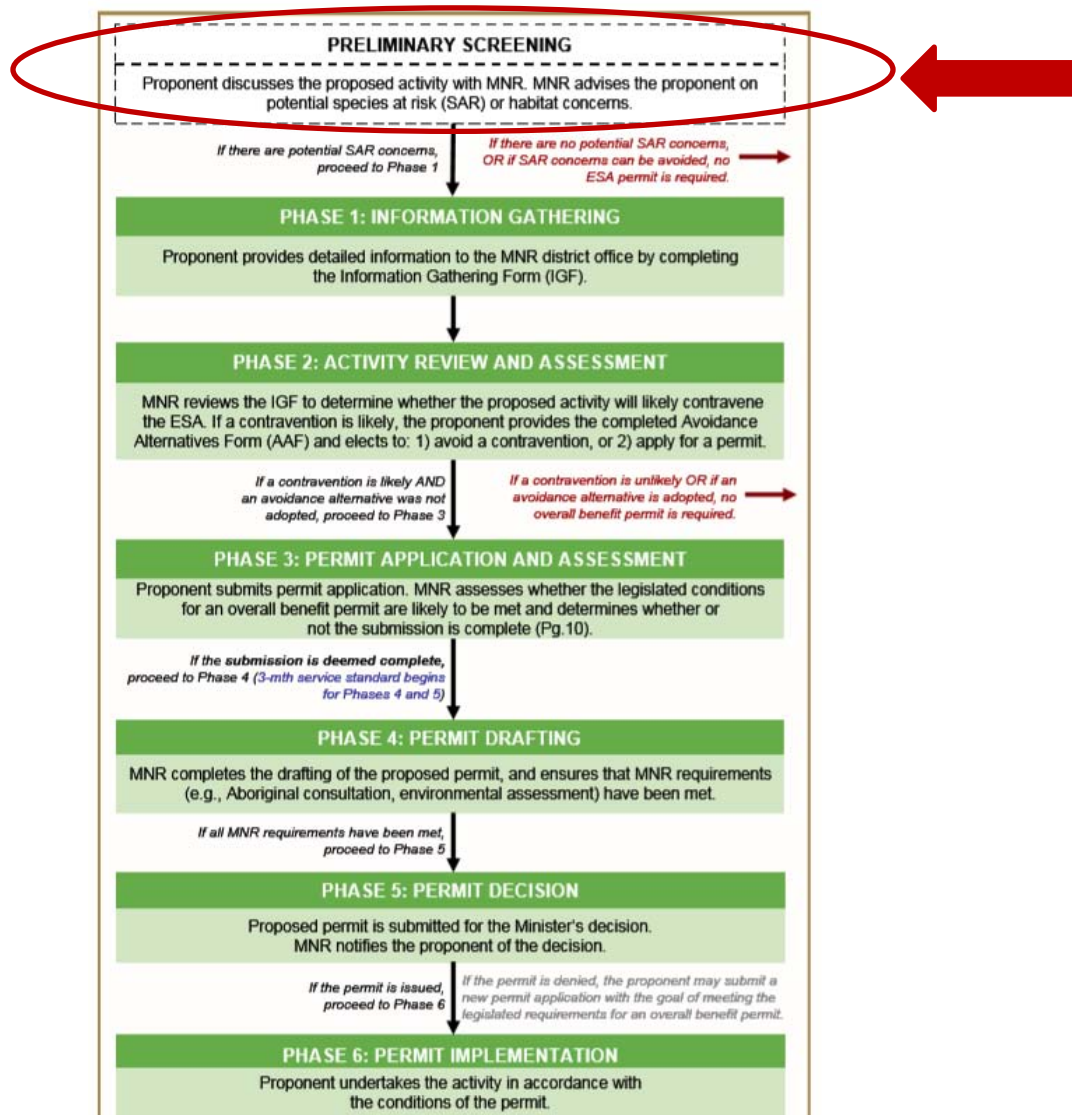 PRELIMINARY SCREENING
Proponent discusses the proposed activity with MNR. MNR advises the proponent on
potential species at risk (SAR) or habitat concerns.
If there are potential SAR concerns,
proceed to Phase 1
If there are no potential SAR concerns,
OR if SAR concerns can be avoided, no
ESA permit is required.
PHASE 1: INFORMATION GATHERING
Proponent provides detailed information to the MNR district office by completing
the Information Gathering Form (IGF).
PHASE 2: ACTIVITY REVIEW AND ASSESSMENT
MNR reviews the IGF to determine whether the proposed activity will likely contravene
the ESA. If a contravention is likely, the proponent provides the completed Avoidance
Alternatives Form (AAF) and elects to: 1) avoid a contravention, or 2) apply for a permit.
If a contravention is likely AND
an avoidance alternative was not
adopted, proceed to Phase 3
If a contravention is unlikely OR if an
avoidance alternative is adopted, no
overall benefit permit is required.
PHASE 3: PERMIT APPLICATION AND ASSESSMENT
Proponent submits permit application. MNR assesses whether the legislated conditions
for an overall benefit permit are likely to be met and determines whether or
not the submission is complete (Pg.10).
If the submission is deemed complete,
proceed to Phase 4 (3-mth service standard begins
for Phases 4 and 5)
PHASE 4: PERMIT DRAFTING
MNR completes the drafting of the proposed permit, and ensures that MNR requirements
(e.g., Aboriginal consultation, environmental assessment) have been met.
If all MNR requirements have been met,
proceed to Phase 5
PHASE 5: PERMIT DECISION
Proposed permit is submitted for the Minister's decision.
MNR notifies the proponent of the decision.
If the permit is issued,
proceed to Phase 6
If the permit is denied, the proponent may submit a
new permit application with the goal of meeting the
legislated requirements for an overall benefit permit.
PHASE 6: PERMIT IMPLEMENTATION
Proponent undertakes the activity in accordance with
the conditions of the permit.